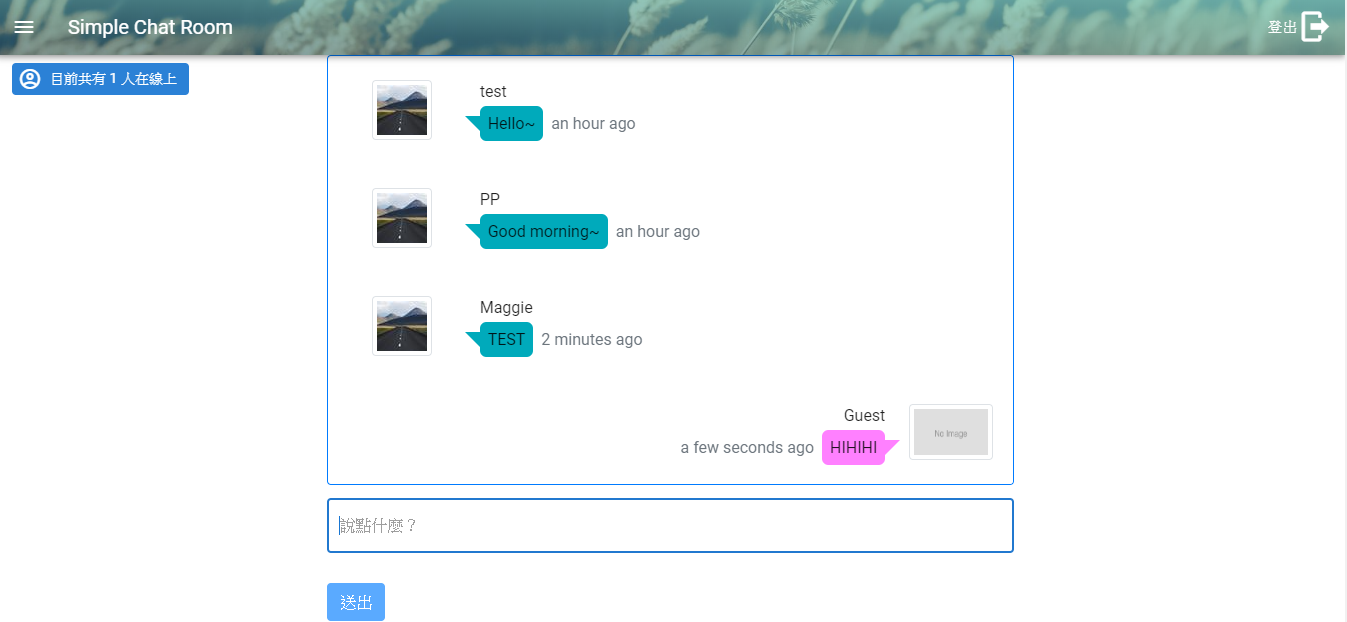 Simple Chat Room
登出
目前共有 1 人在線上
test
Hello~ an hour ago
PP
Good morning~ an hour ago
Maggie
TEST 2 minutes ago
Guest
a few seconds ago HIHIHI
No Image
說點什麼？
送出